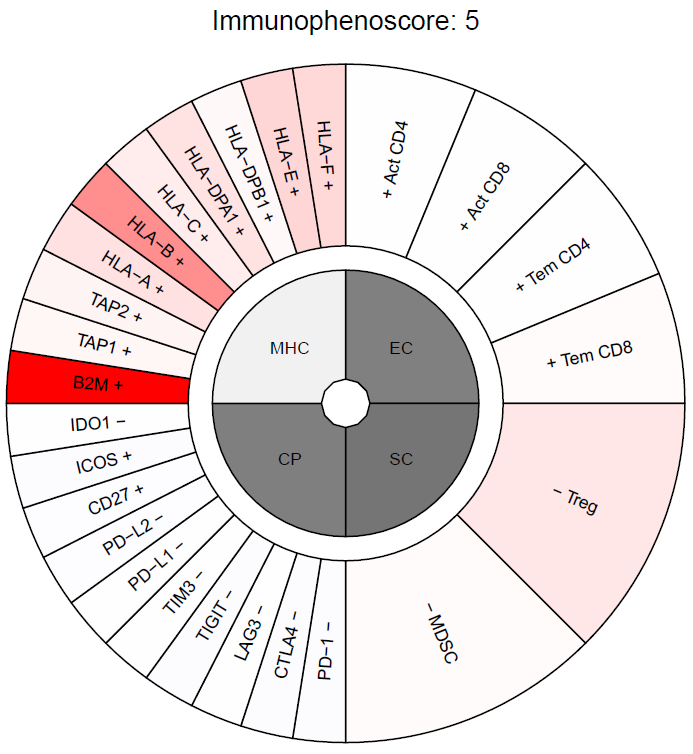 Immunophenoscore: 5
HLA−F +
HLA−E +
HLA−DPB1 +
HLA−DPA1 +
HLA−C +
HLA−B +
HLA−A +
TAP2 +
TAP1 +
B2M +
IDO1 −
ICOS +
CD27 +
PD−L2 −
PD−L1 −
TIM3 −
TIGIT −
LAG3 −
CTLA4 −
PD−1 −
− MDSC
− Treg
+ Tem CD8
+ Tem CD4
+ Act CD8
+ Act CD4
MHC
EC
CP
SC